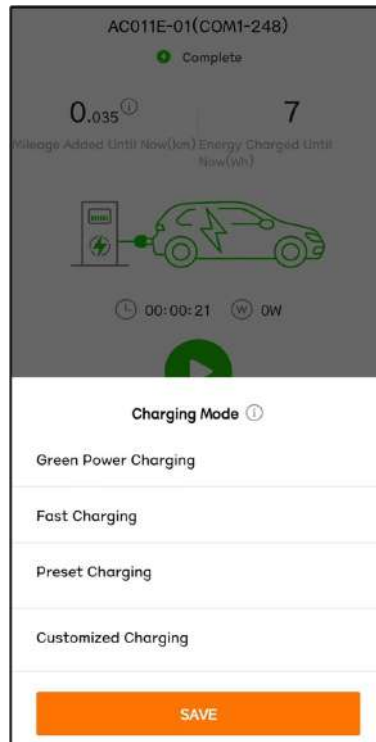 AC011E-01(COM1-248)
Complete
0.035 7
Mileage Added Until Now(km) Energy Charged Until
Now(Wh)
00:00:21 W 0W
Charging Mode
Green Power Charging
Fast Charging
Preset Charging
Customized Charging
SAVE